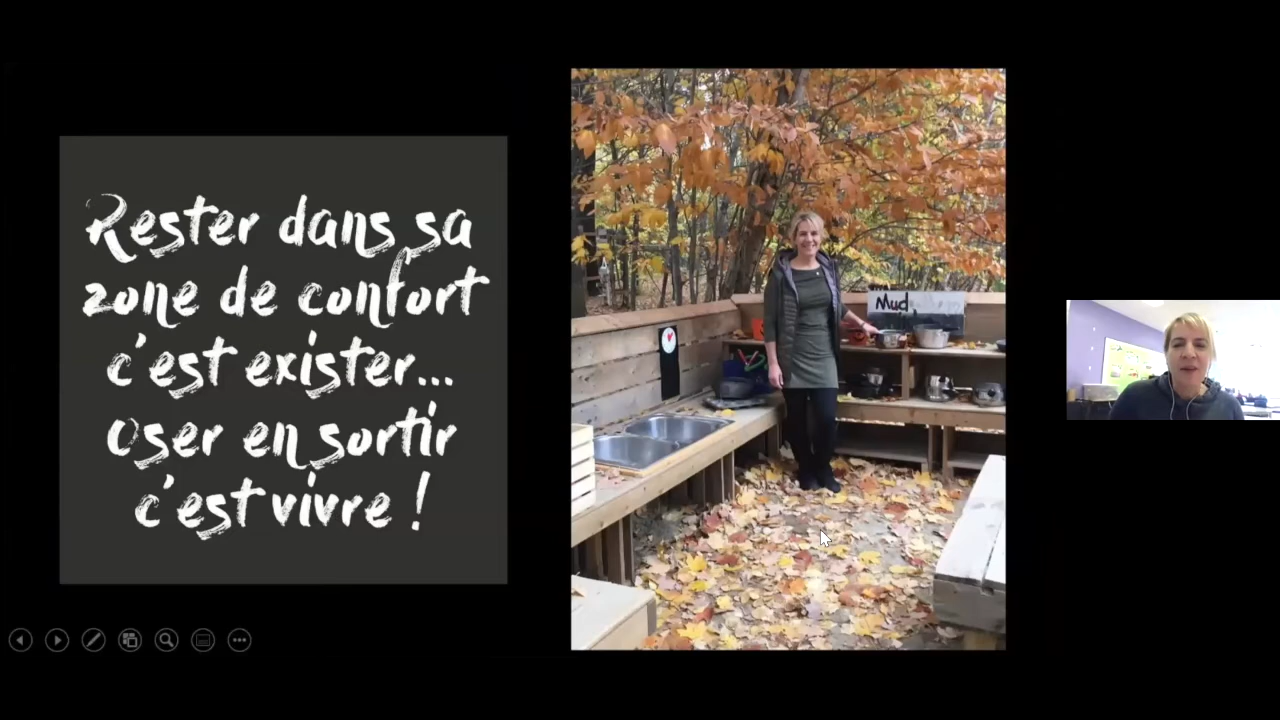 Rester dans sa
zone de confort
c'est exister...
Oser en sortir
c'est vivre !
Mud